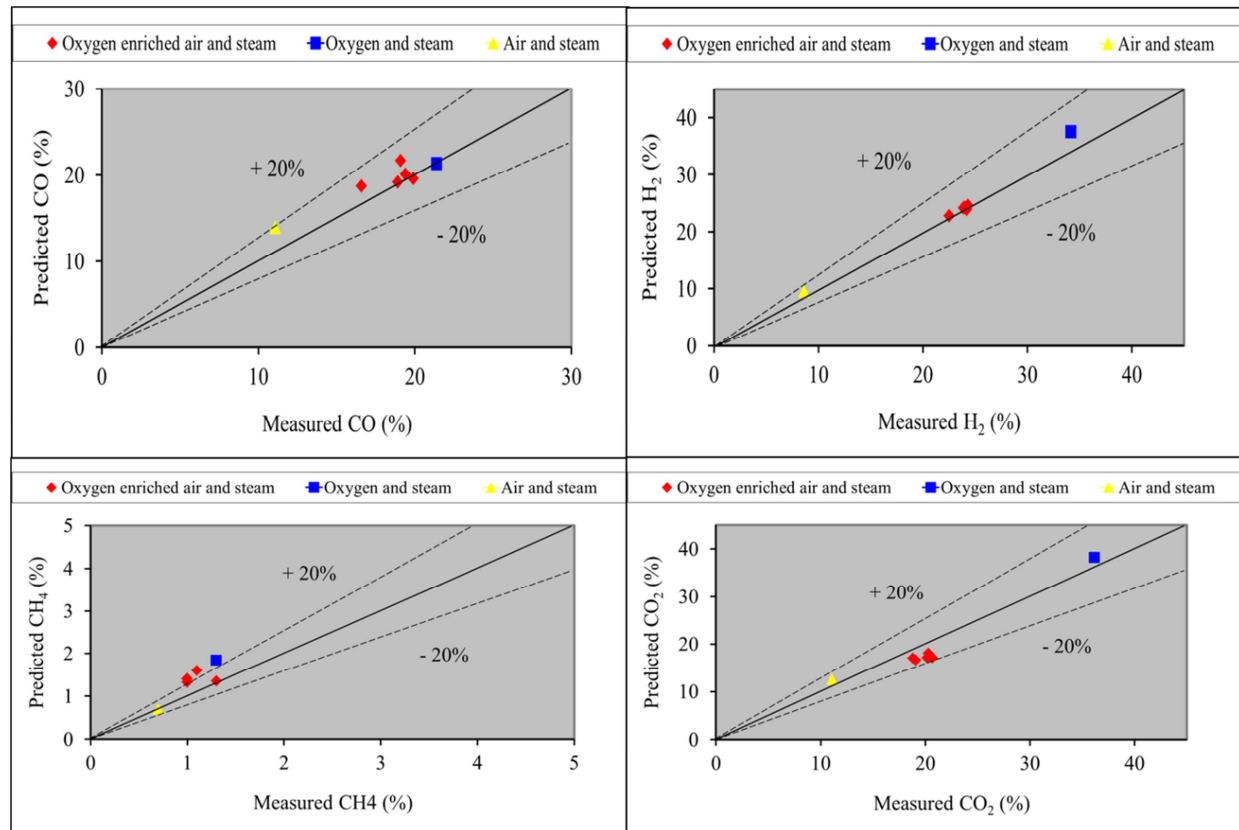 Oxygen enriched air and steam Oxygen and steam Air and steam
30
20
10
0
0 10 20 30
+ 20%
- 20%
Predicted CO (%)
Measured CO (%)
Oxygen enriched air and steam Oxygen and steam Air and steam
40
30
20
10
0
0 10 20 30 40
+ 20%
- 20%
Predicted H₂ (%)
Measured H₂ (%)
Oxygen enriched air and steam Oxygen and steam Air and steam
5
4
3
2
1
0
0 1 2 3 4 5
+ 20%
- 20%
Predicted CH₄ (%)
Measured CH4 (%)
Oxygen enriched air and steam Oxygen and steam Air and steam
40
30
20
10
0
0 10 20 30 40
+ 20%
- 20%
Predicted CO₂ (%)
Measured CO₂ (%)